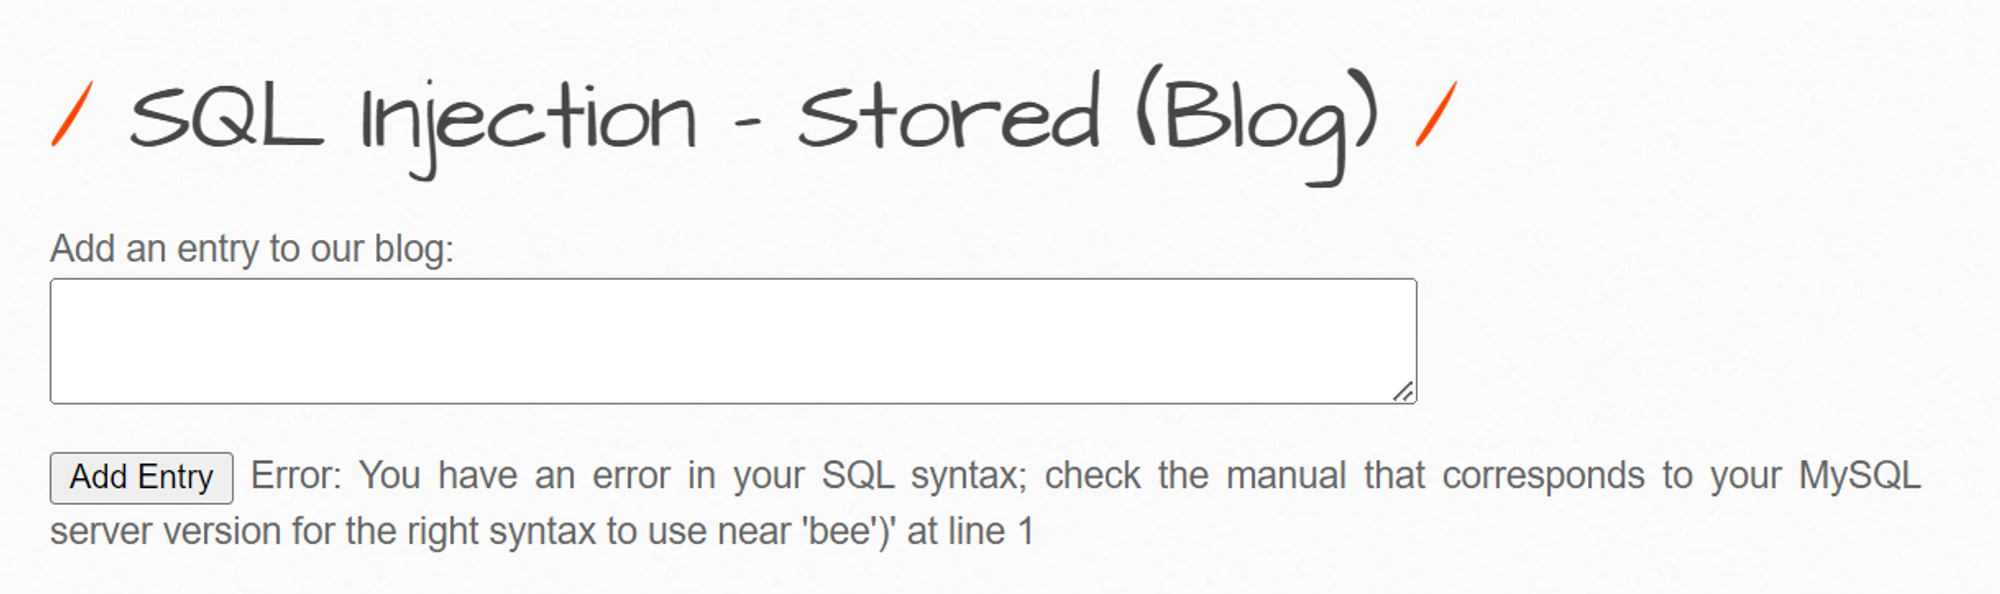 / SQL Injection - Stored (Blog) /
Add an entry to our blog:
Add Entry Error: You have an error in your SQL syntax; check the manual that corresponds to your MySQL
server version for the right syntax to use near 'bee')' at line 1